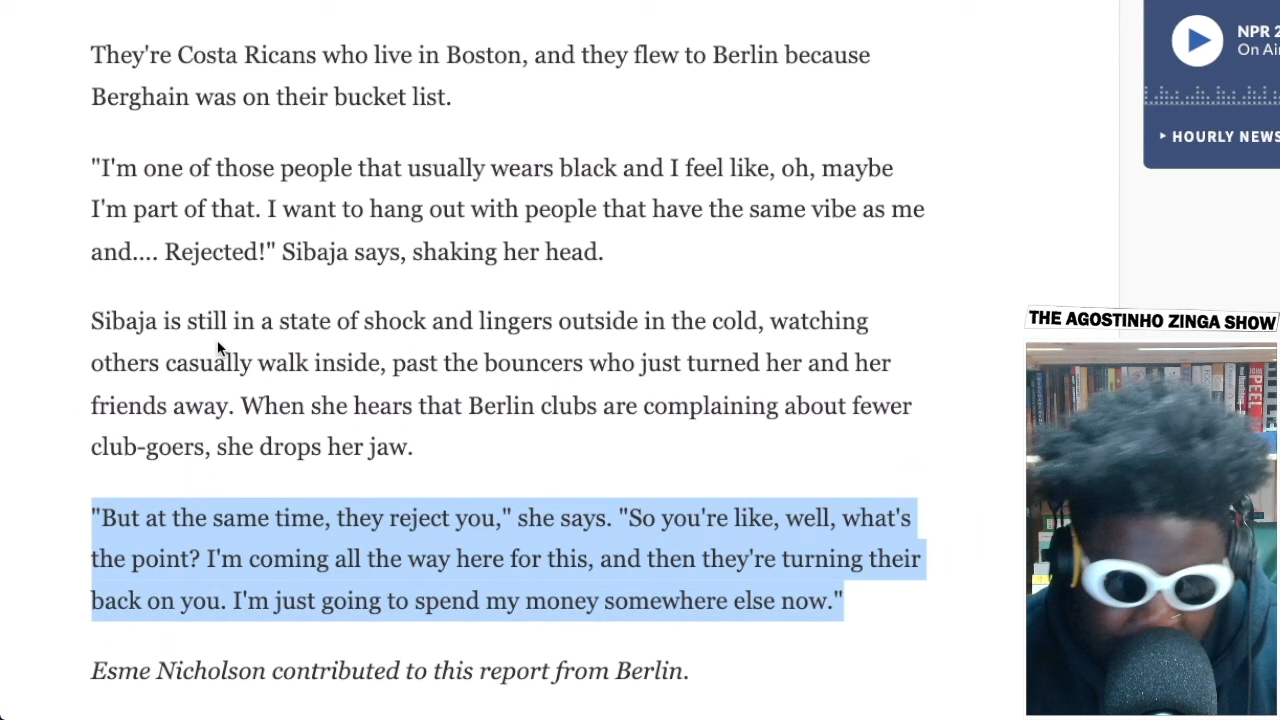 They're Costa Ricans who live in Boston, and they flew to Berlin because
Berghain was on their bucket list.
"I'm one of those people that usually wears black and I feel like, oh, maybe
I'm part of that. I want to hang out with people that have the same vibe as me
and.... Rejected!" Sibaja says, shaking her head.
Sibaja is still in a state of shock and lingers outside in the cold, watching
others casually walk inside, past the bouncers who just turned her and her
friends away. When she hears that Berlin clubs are complaining about fewer
club-goers, she drops her jaw.
"But at the same time, they reject you," she says. "So you're like, well, what's
the point? I'm coming all the way here for this, and then they're turning their
back on you. I'm just going to spend my money somewhere else now."
Esme Nicholson contributed to this report from Berlin.
NPR 2
On Ai
HOURLY NEWS
THE AGOSTINHO ZINGA SHOW
PEEL